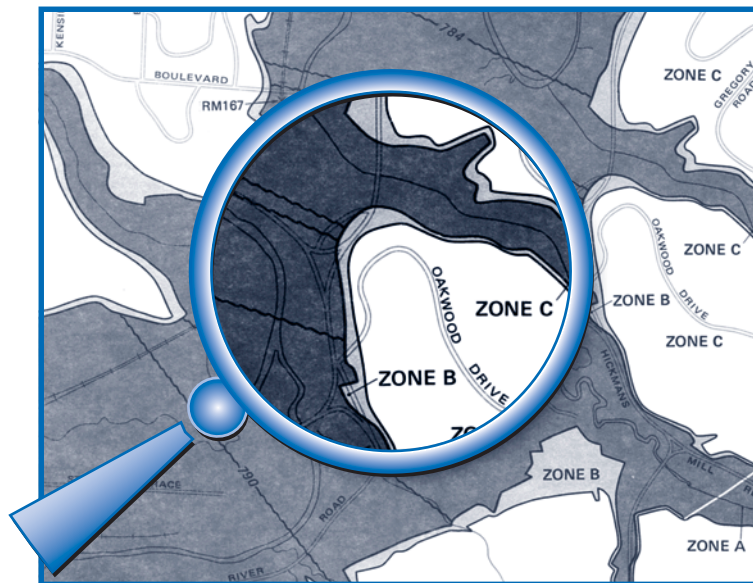 KENSI
784
ZONE C
BOULEVARD
GREGORY
ROAD
RM167
OAKWOOD
DRIVE
ZONE C
ZONE B
OAKWOOD
DRIVE
ZONE C
ZONE B
ZONE C
HICKMANS
MILL
ZONE B
790
ROAD
RIVER
ZONE A